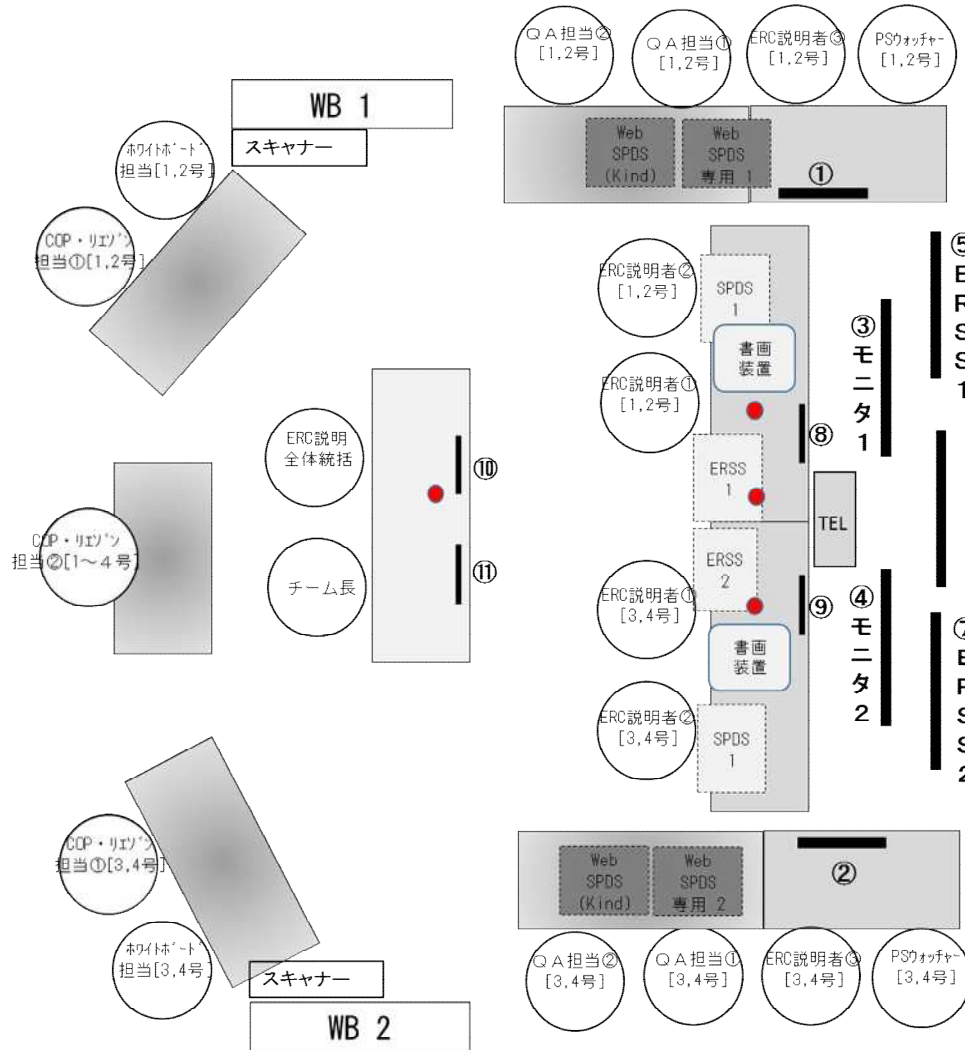 QA担当②
[1,2号]
QA担当①
[1,2号]
ERC説明者③
[1,2号]
PSウォッチャー
[1,2号]
WB 1
スキャナー
ホワイトボード
担当[1,2号]
COP・リエゾン
担当①[1,2号]
Web
SPDS
(Kind)
Web
SPDS
専用 1
①
ERC説明者②
[1,2号]
SPDS
1
書画
装置
ERC説明者①
[1,2号]
⑧
ERSS
1
③モニタ1
⑤ERSS1
ERC説明
全体統括
⑩
TEL
COP・リエゾン
担当②[1～4号]
チーム長
⑪
ERSS
2
ERC説明者①
[3,4号]
⑨
書画
装置
④モニタ2
ERC説明者②
[3,4号]
SPDS
1
COP・リエゾン
担当①[3,4号]
ホワイトボード
担当[3,4号]
スキャナー
WB 2
Web
SPDS
(Kind)
Web
SPDS
専用 2
②
QA担当②
[3,4号]
QA担当①
[3,4号]
ERC説明者③
[3,4号]
PSウォッチャー
[3,4号]